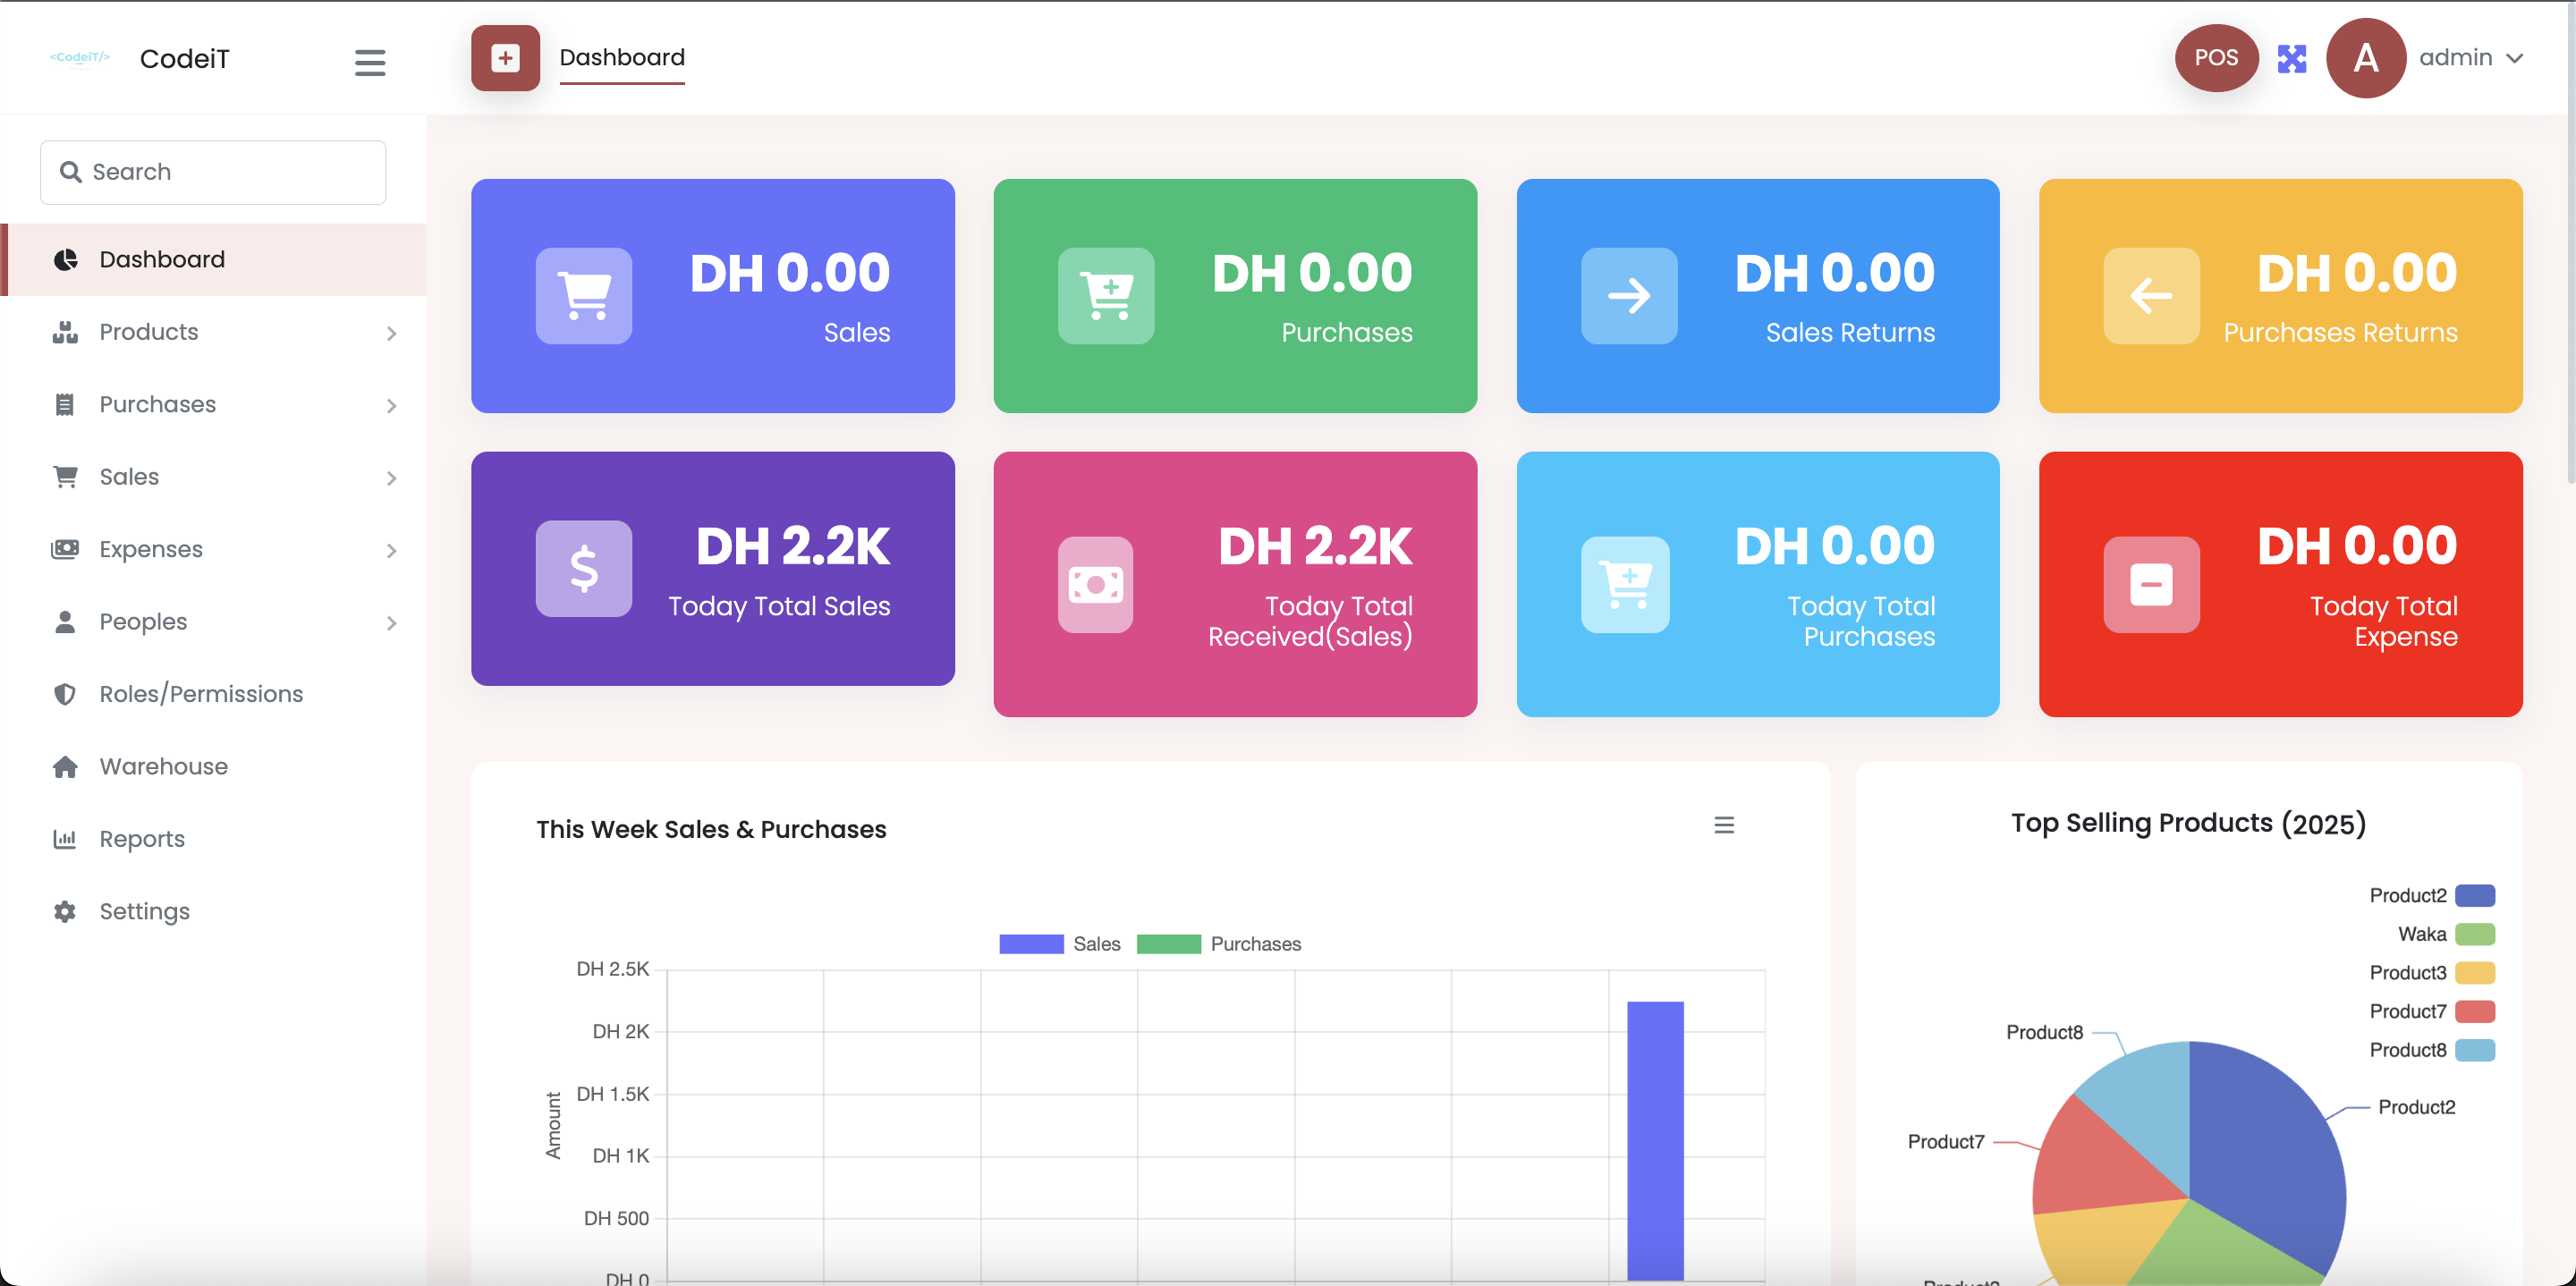 <CodeiT/>
CodeiT
Dashboard
POS
A
admin
Search
Dashboard
Products
Purchases
Sales
Expenses
Peoples
Roles/Permissions
Warehouse
Reports
Settings
DH 0.00
Sales
DH 0.00
Purchases
DH 0.00
Sales Returns
DH 0.00
Purchases Returns
DH 2.2K
Today Total Sales
DH 2.2K
Today Total
Received(Sales)
DH 0.00
Today Total
Purchases
DH 0.00
Today Total
Expense
This Week Sales & Purchases
Sales
Purchases
Amount
DH 2.5K
DH 2K
DH 1.5K
DH 1K
DH 500
DH 0
Top Selling Products (2025)
Product2
Waka
Product3
Product7
Product8
Product8
Product2
Product7